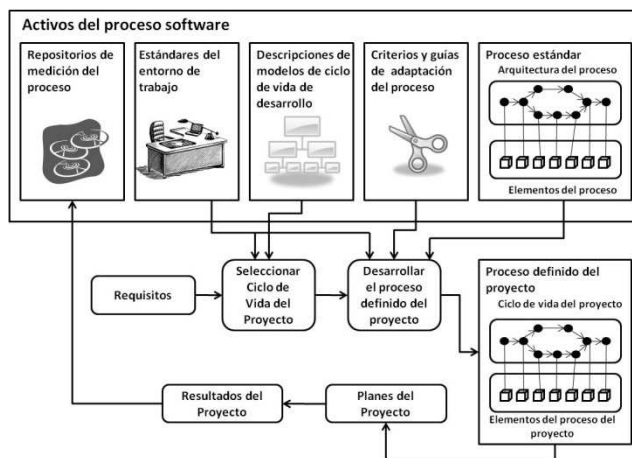 Activos del proceso software
Repositorios de
medición del
proceso
Estándares del
entorno de
trabajo
Descripciones de
modelos de ciclo
de vida de
desarrollo
Criterios y guías
de adaptación
del proceso
Proceso estándar
Arquitectura del proceso
Elementos del proceso
Requisitos
Seleccionar
Ciclo de
Vida del
Proyecto
Desarrollar
el proceso
definido del
proyecto
Proceso definido del
proyecto
Ciclo de vida del proyecto
Elementos del proceso del
proyecto
Resultados del
Proyecto
Planes del
Proyecto